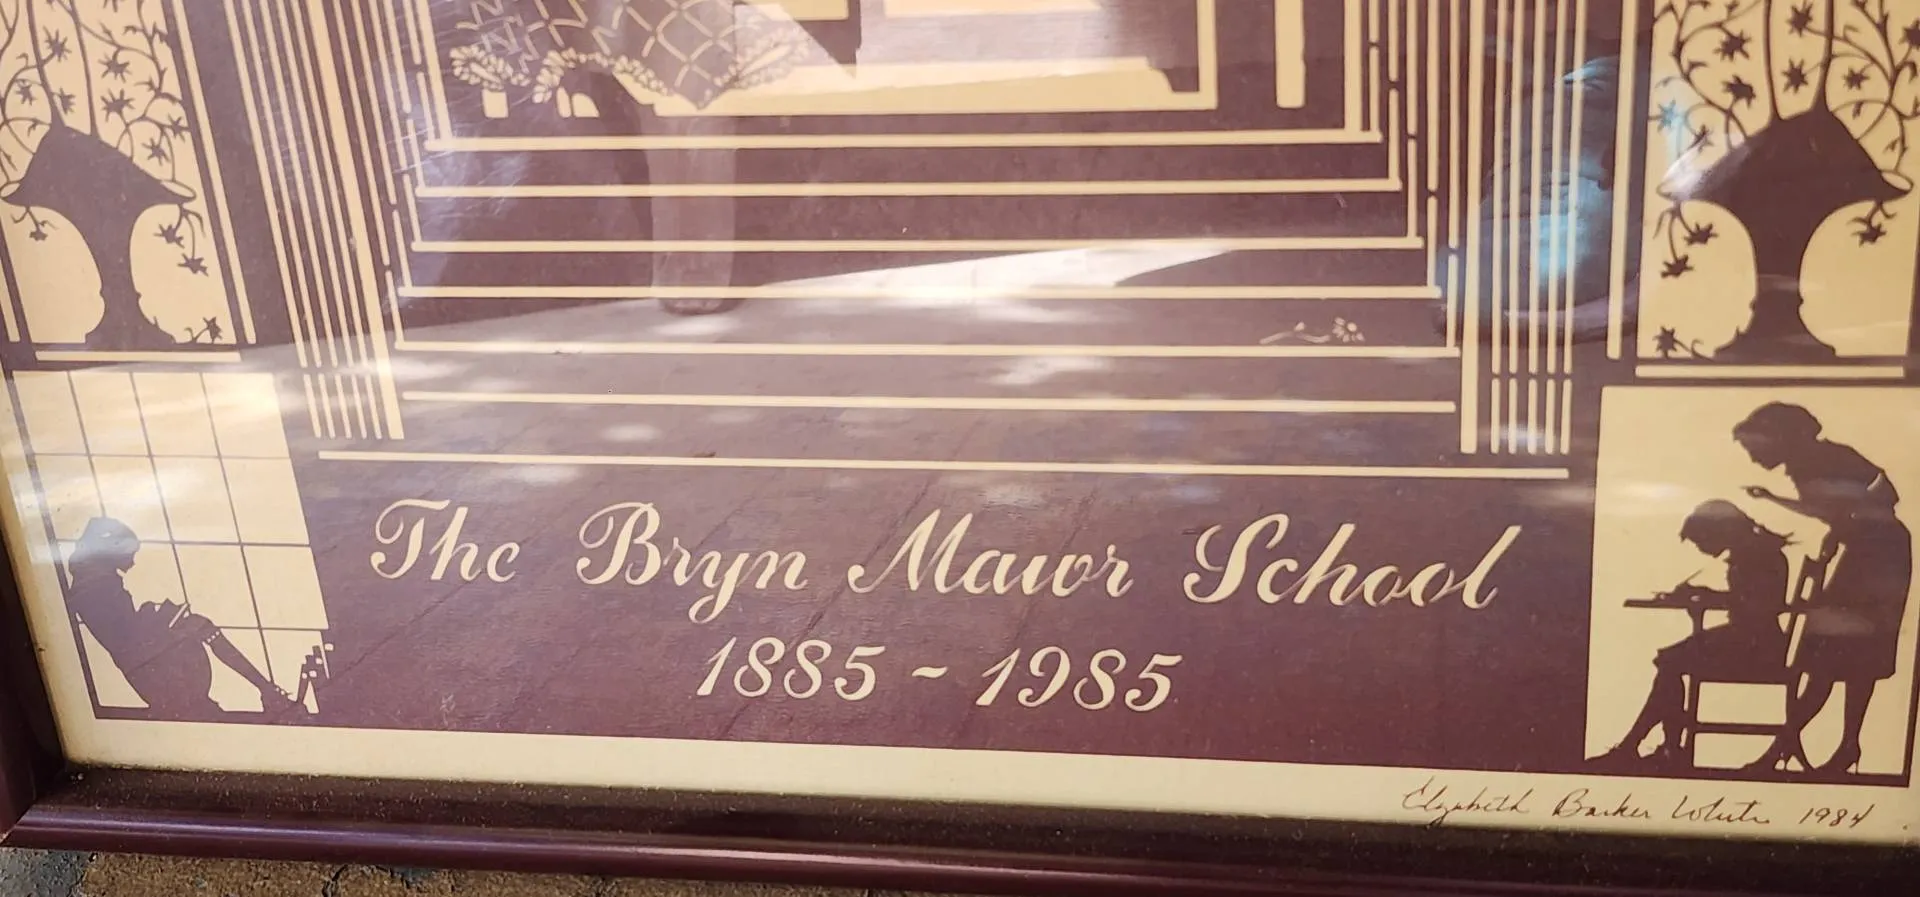 The Bryn Mawr School
1885 ~ 1985
Elizabeth Barker White 1984